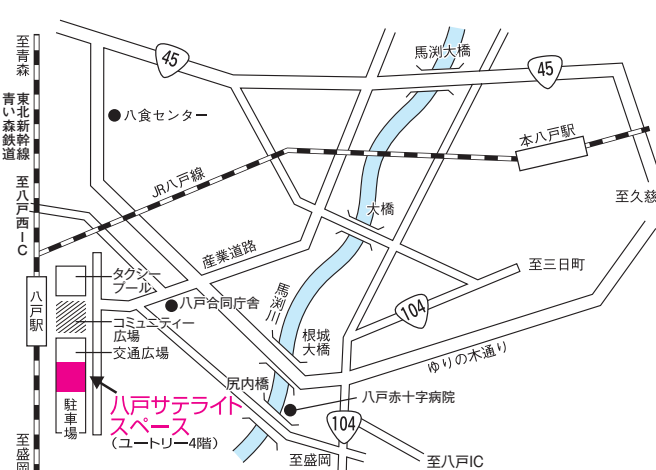 至青森
東北新幹線
青い森鉄道
至八戸西IC
45
馬渕大橋
45
八食センター
本八戸駅
JR八戸線
至久慈
大橋
産業道路
至三日町
タクシー
プール
八戸駅
八戸合同庁舎
馬渕川
104
コミュニティー
広場
根城
大橋
交通広場
ゆりの木通り
尻内橋
八戸赤十字病院
八戸サテライト
スペース
(ユートリー4階)
駐車場
104
至盛岡
至盛岡
至八戸IC